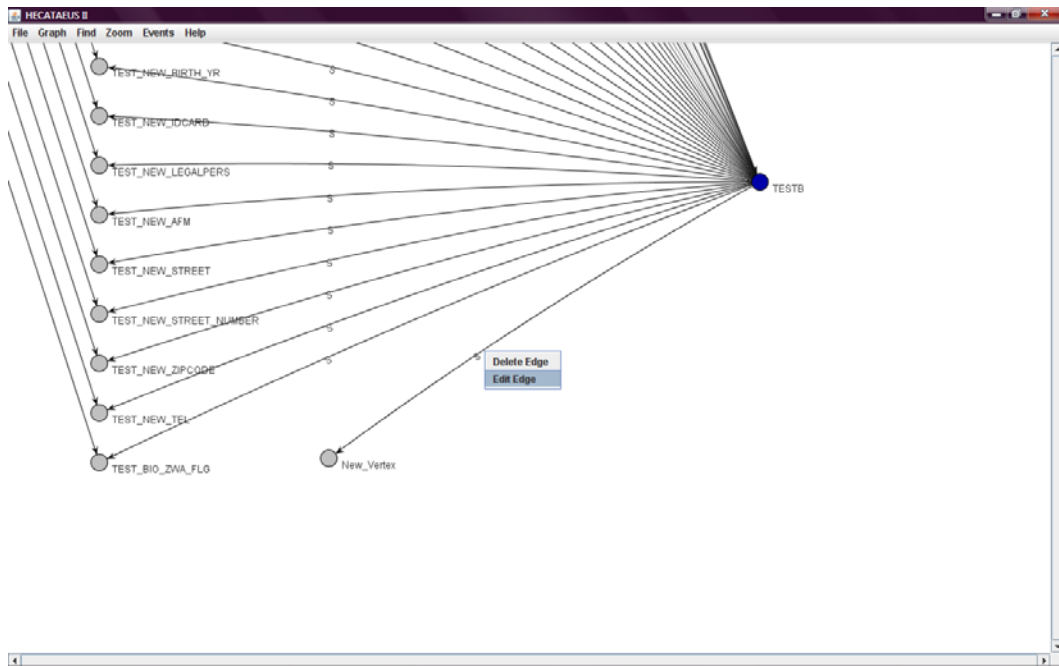 HECATAEUS II
File Graph Find Zoom Events Help
TEST_NEW_BIRTH_YR
S
S
TEST_NEW_IDCARD
S
S
TEST_NEW_LEGALPERS
TESTB
S
TEST_NEW_AFM
S
S
TEST_NEW_STREET
S
TEST_NEW_STREET_NUMBER
S
S
Delete Edge
S
TEST_NEW_ZIPCODE
Edit Edge
TEST_NEW_TEL
TEST_BIO_ZWA_FLG
New_Vertex